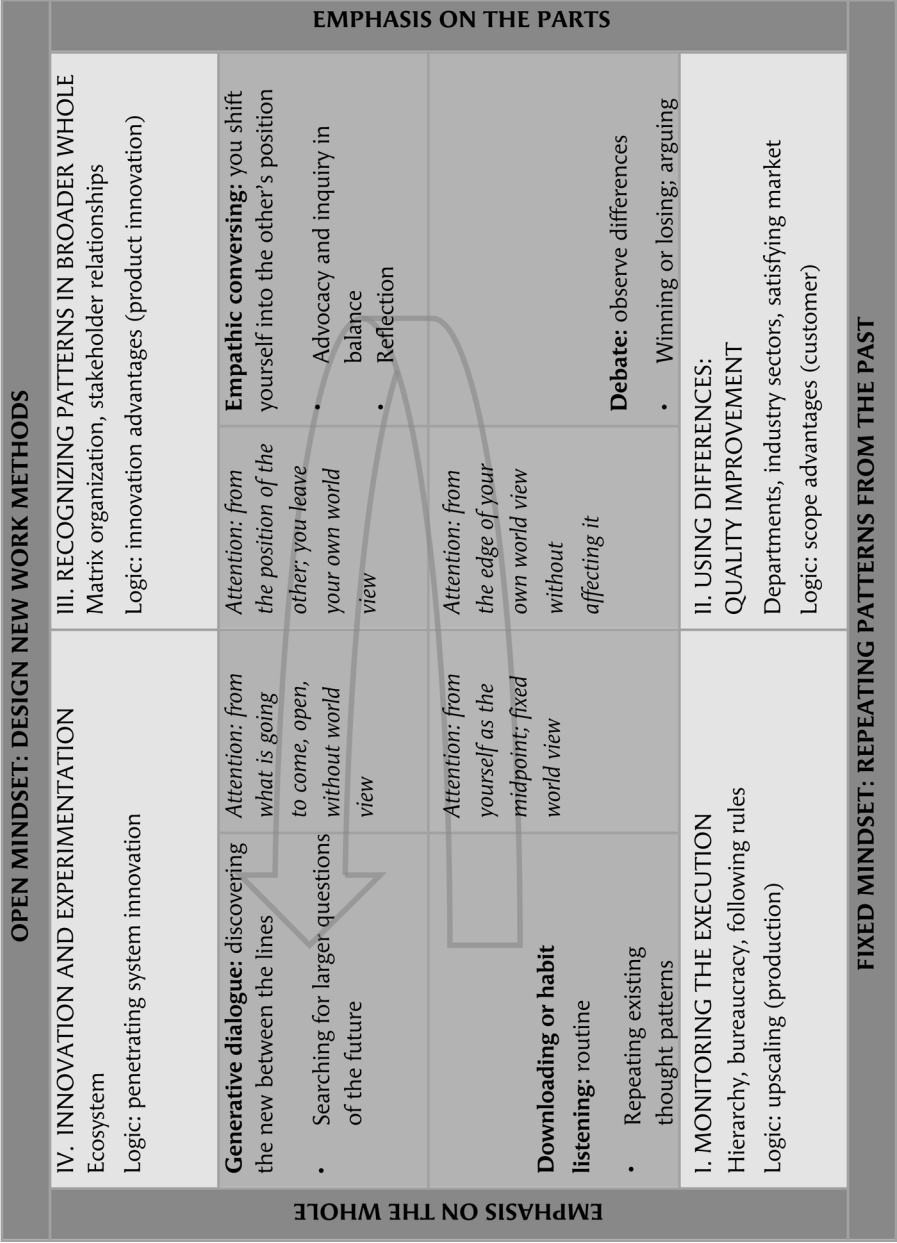 OPEN MINDSET: DESIGN NEW WORK METHODS
EMPHASIS ON THE WHOLE
IV. INNOVATION AND EXPERIMENTATION
Ecosystem
Logic: penetrating system innovation
III. RECOGNIZING PATTERNS IN BROADER WHOLE
Matrix organization, stakeholder relationships
Logic: innovation advantages (product innovation)
Generative dialogue: discovering
the new between the lines
• Searching for larger questions
of the future
Attention: from
what is going
to come, open,
without world
view
Attention: from
the position of the
other; you leave
your own world
view
Empathic conversing: you shift
yourself into the other's position
• Advocacy and inquiry in
balance
• Reflection
Downloading or habit
listening: routine
• Repeating existing
thought patterns
Attention: from
yourself as the
midpoint; fixed
world view
Attention: from
the edge of your
own world view
without
affecting it
Debate: observe differences
• Winning or losing; arguing
I. MONITORING THE EXECUTION
Hierarchy, bureaucracy, following rules
Logic: upscaling (production)
II. USING DIFFERENCES:
QUALITY IMPROVEMENT
Departments, industry sectors, satisfying market
Logic: scope advantages (customer)
EMPHASIS ON THE PARTS
FIXED MINDSET: REPEATING PATTERNS FROM THE PAST